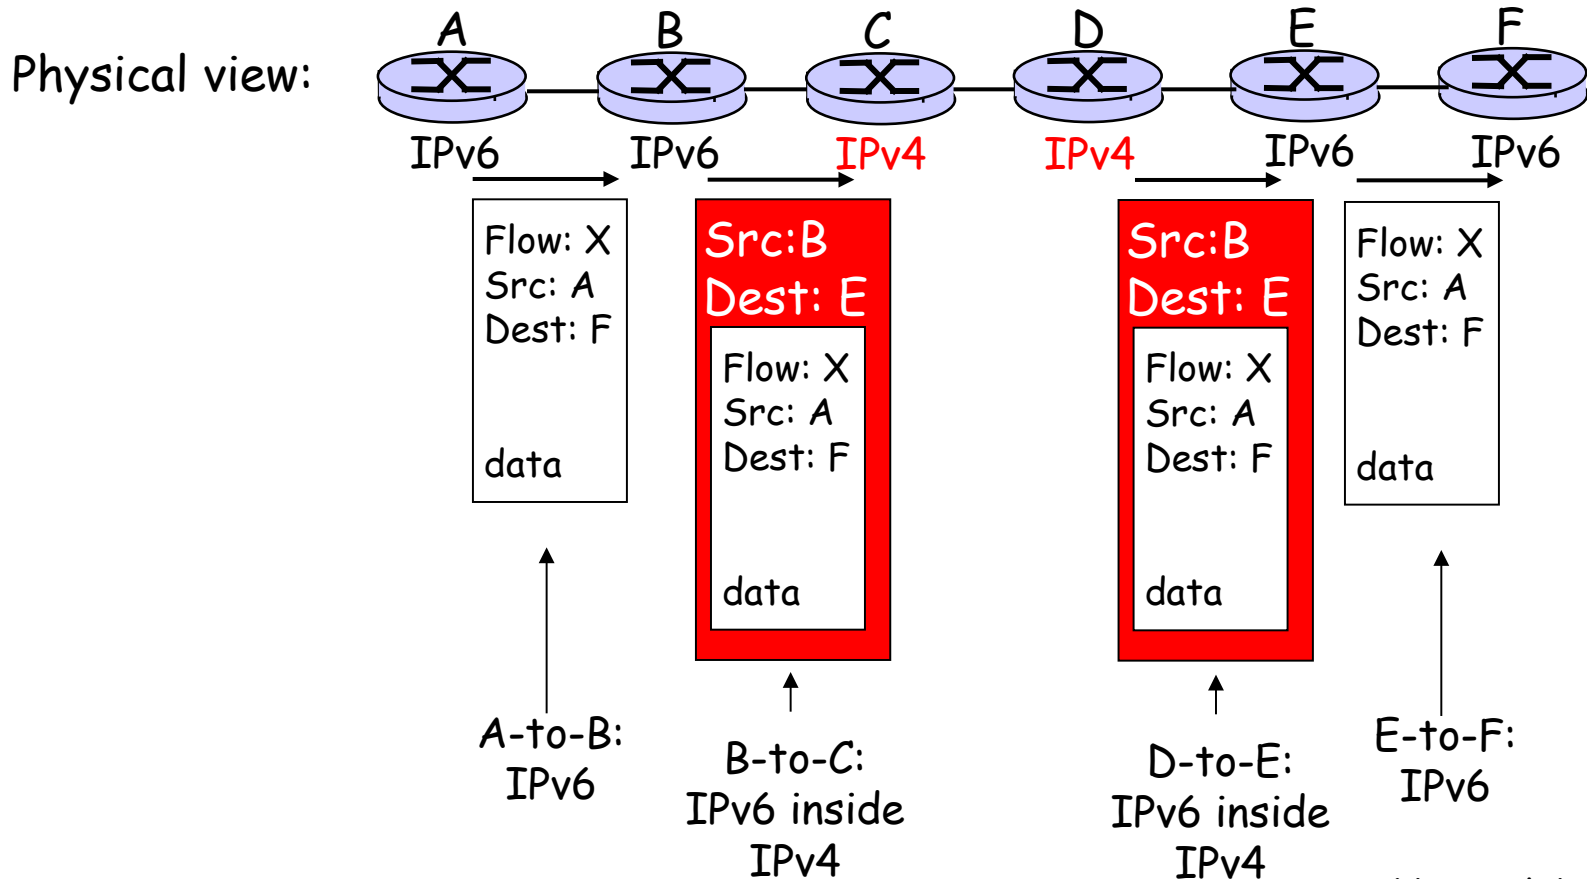 Physical view:
A
B
C
D
E
F
IPv6
IPv6
IPv4
IPv4
IPv6
IPv6
Flow: X
Src: A
Dest: F
data
Src:B
Dest: E
Flow: X
Src: A
Dest: F
data
Src:B
Dest: E
Flow: X
Src: A
Dest: F
data
Flow: X
Src: A
Dest: F
data
A-to-B:
IPv6
B-to-C:
IPv6 inside
IPv4
D-to-E:
IPv6 inside
IPv4
E-to-F:
IPv6